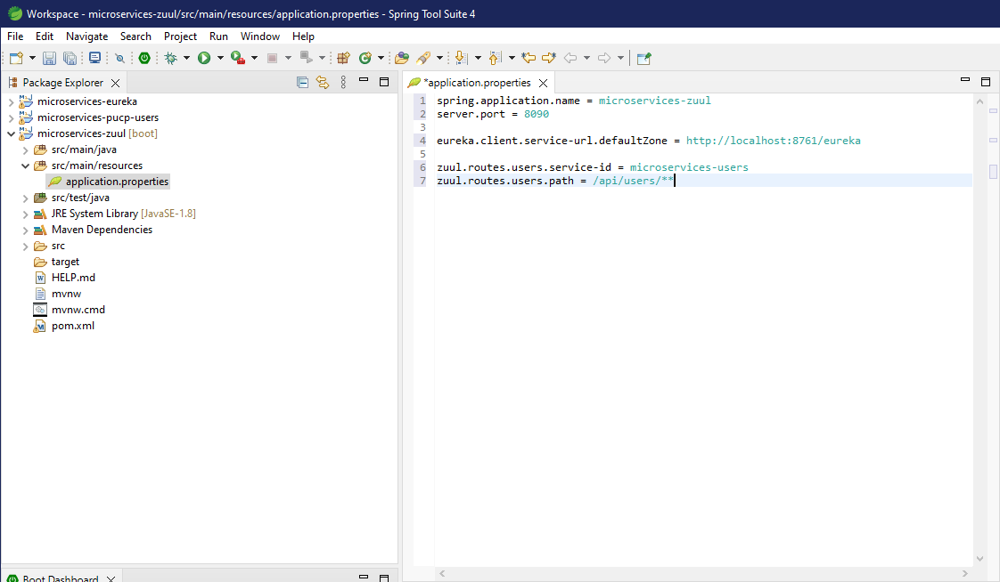 Workspace - microservices-zuul/src/main/resources/application.properties - Spring Tool Suite 4
File Edit Navigate Search Project Run Window Help
Package Explorer
microservices-eureka
microservices-pucp-users
microservices-zuul [boot]
src/main/java
src/main/resources
application.properties
src/test/java
JRE System Library [JavaSE-1.8]
Maven Dependencies
src
target
HELP.md
mvnw
mvnw.cmd
pom.xml
Boot Dashboard
*application.properties
1 spring.application.name = microservices-zuul
2 server.port = 8090
3
4 eureka.client.service-url.defaultZone = http://localhost:8761/eureka
5
6 zuul.routes.users.service-id = microservices-users
7 zuul.routes.users.path = /api/users/**